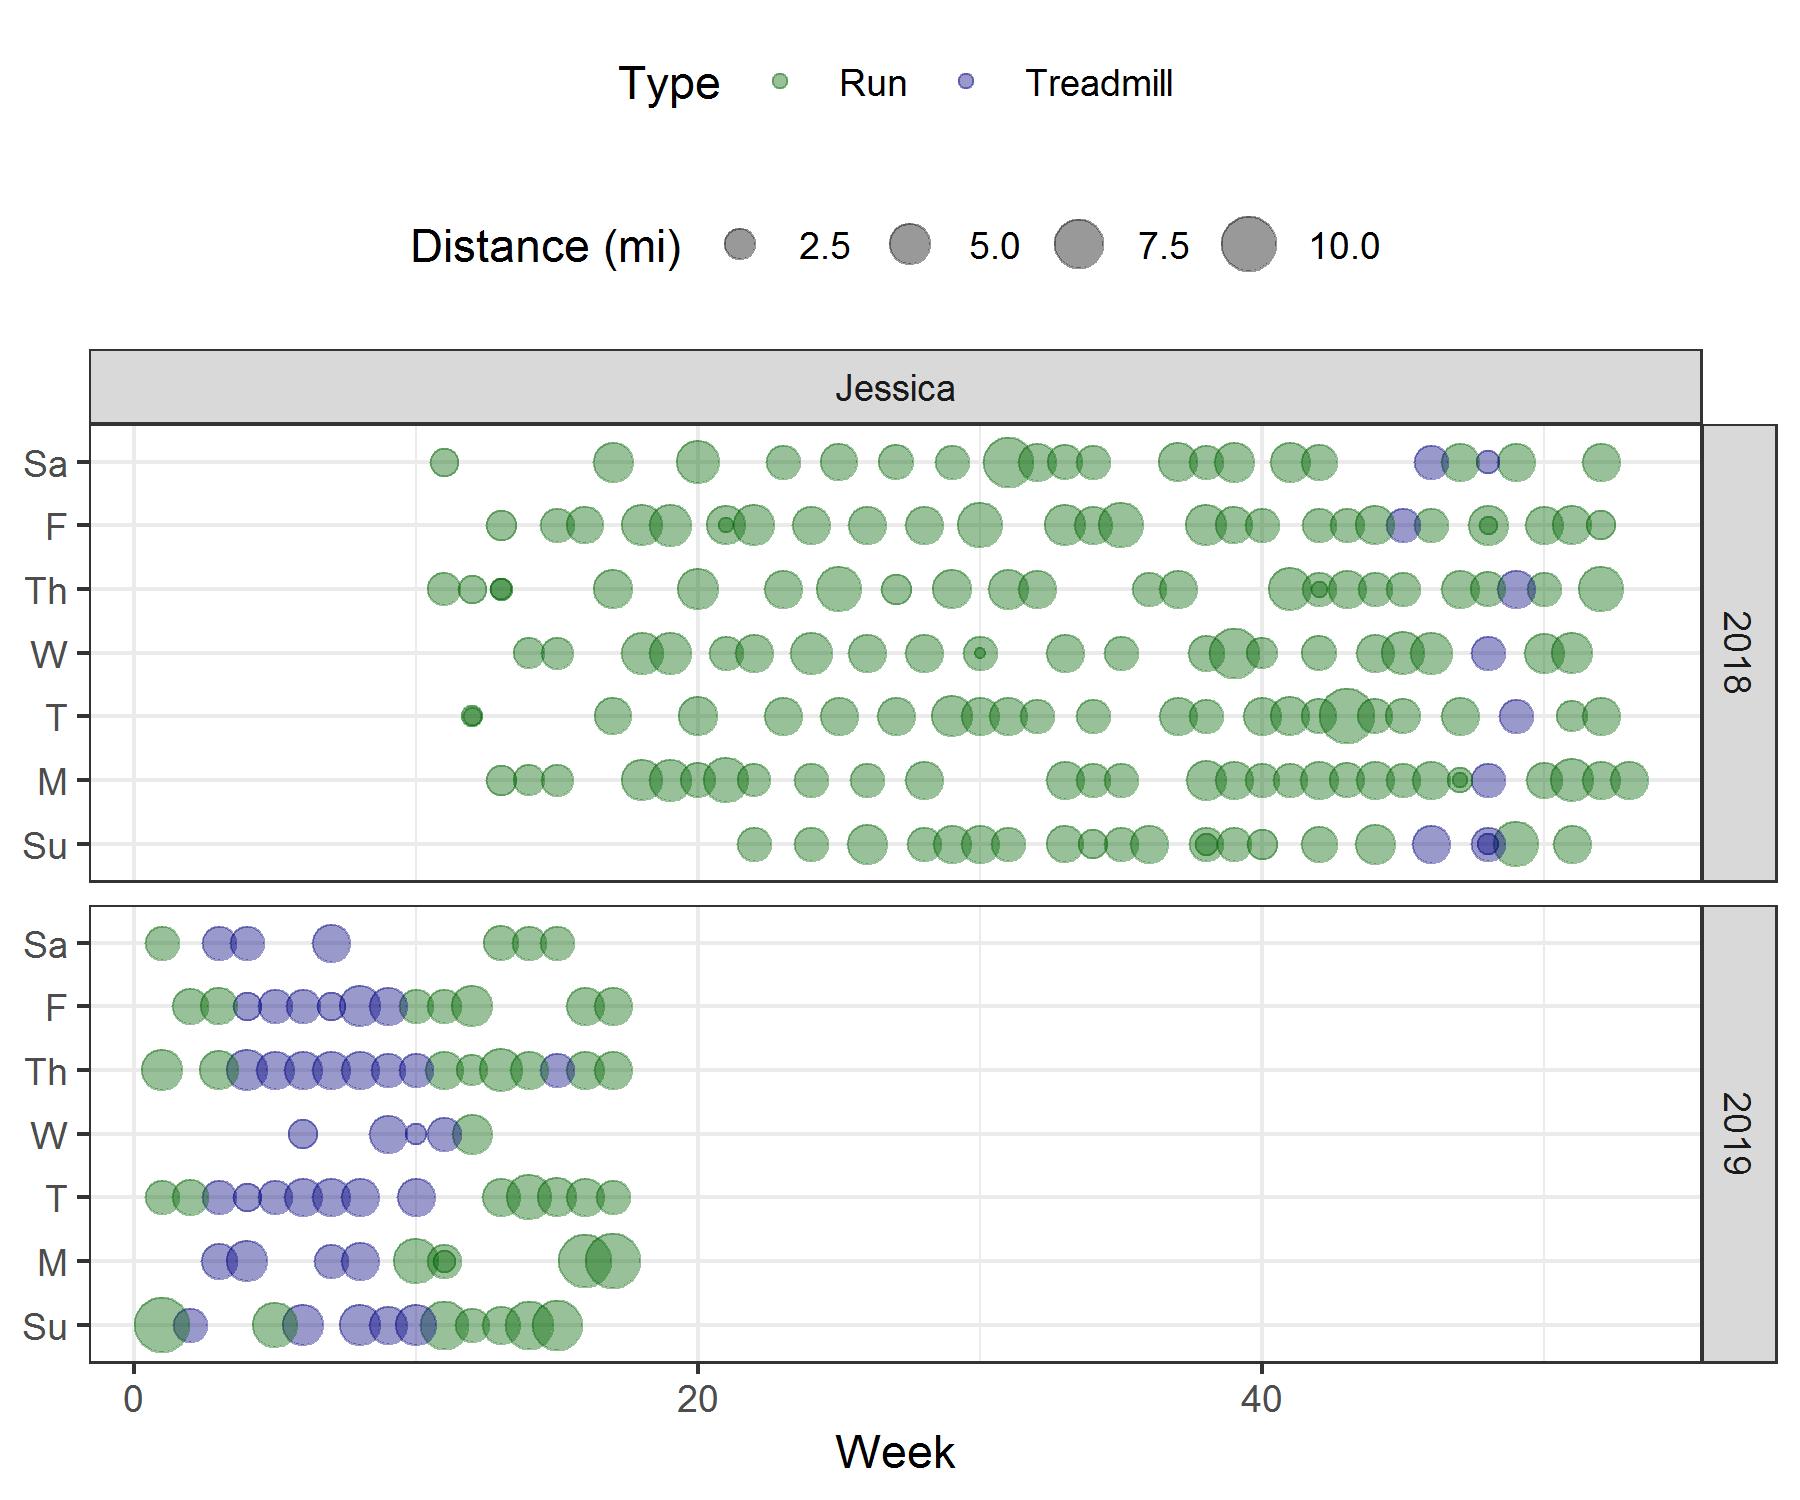 Type Run Treadmill
Distance (mi) 2.5 5.0 7.5 10.0
Jessica
Sa
F
Th
W
T
M
Su
2018
Sa
F
Th
W
T
M
Su
2019
0 20 40
Week